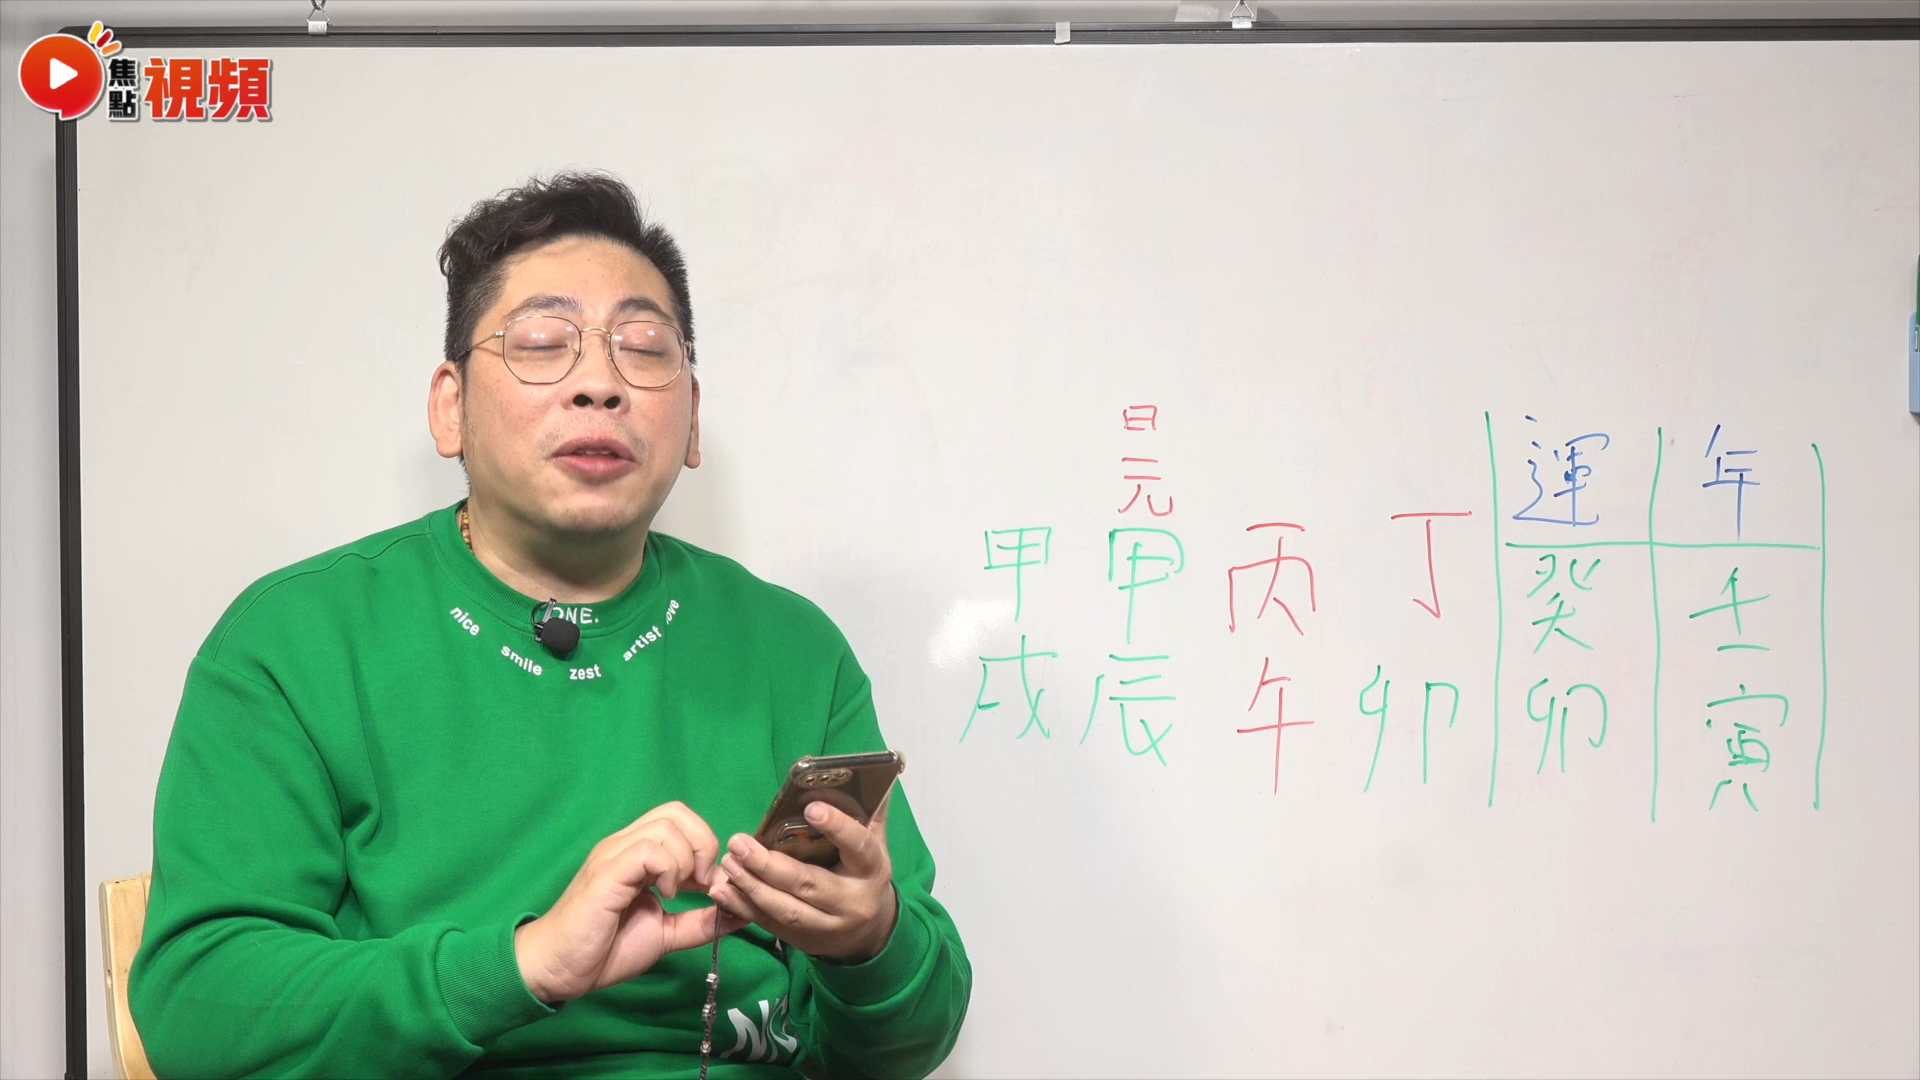 焦點視頻
日元
甲甲丙丁
戌辰午卯
運 年
癸 壬
卯 寅
ONE.
nice smile zest artist love